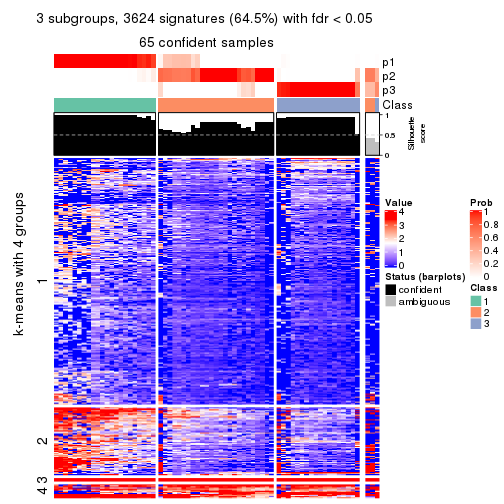 3 subgroups, 3624 signatures (64.5%) with fdr < 0.05
65 confident samples
p1
p2
p3
Class
1
0.5
0
Silhouette
score
k-means with 4 groups
1
2
3
4
Value
4
3
2
1
0
Status (barplots)
confident
ambiguous
Prob
1
0.8
0.6
0.4
0.2
0
Class
1
2
3